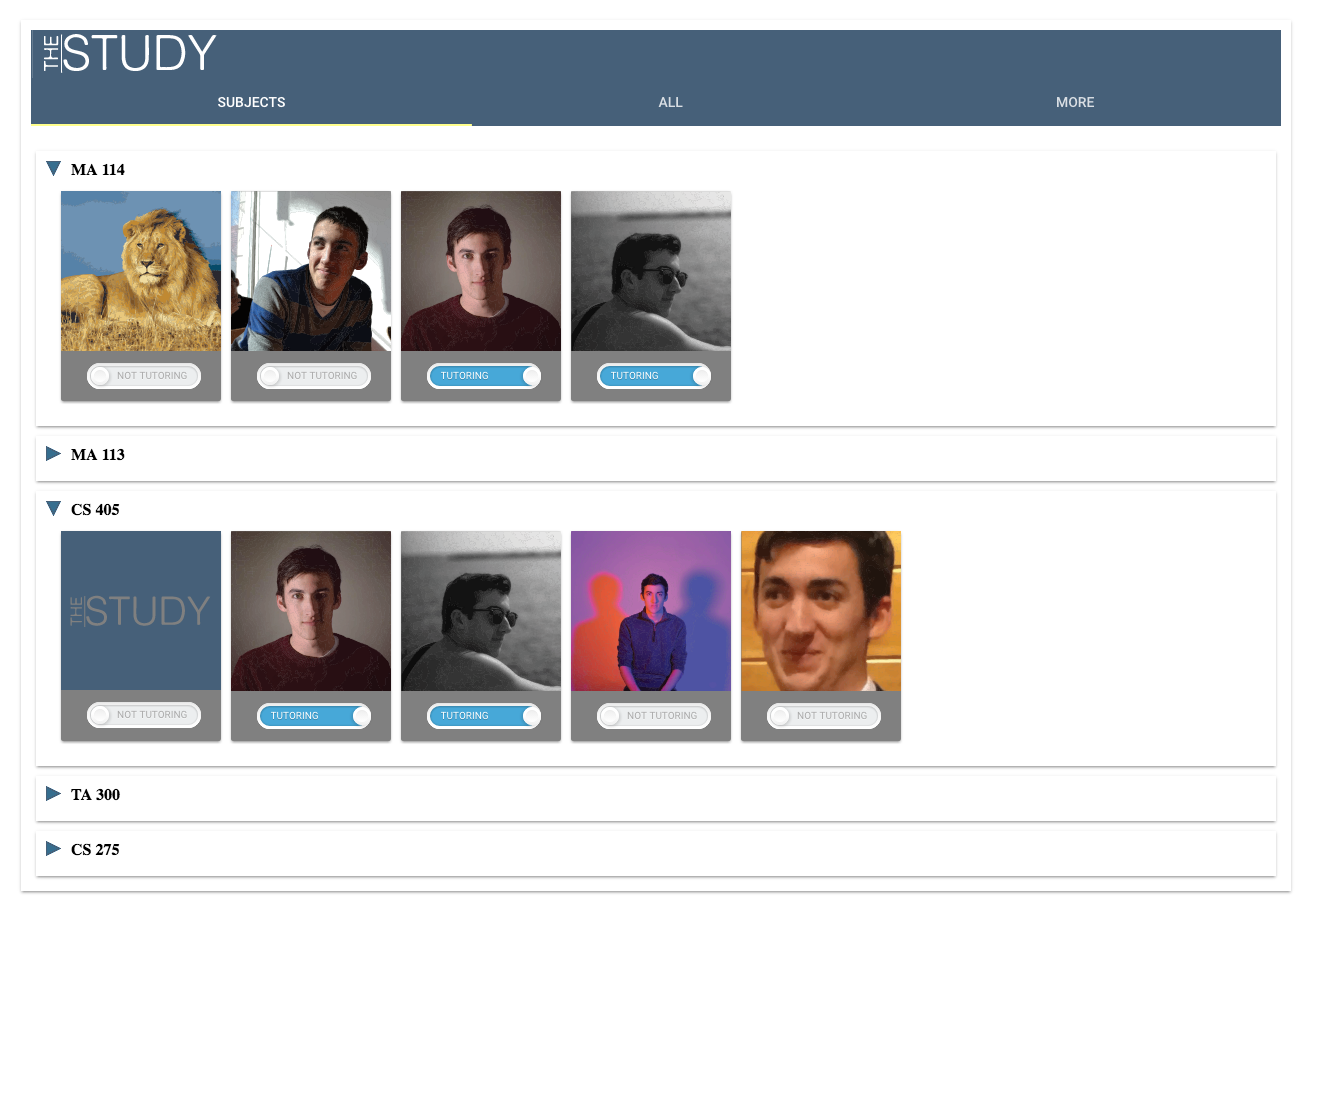 THE STUDY
SUBJECTS ALL MORE
MA 114
NOT TUTORING NOT TUTORING TUTORING TUTORING
MA 113
CS 405
THE STUDY
NOT TUTORING TUTORING TUTORING NOT TUTORING NOT TUTORING
TA 300
CS 275